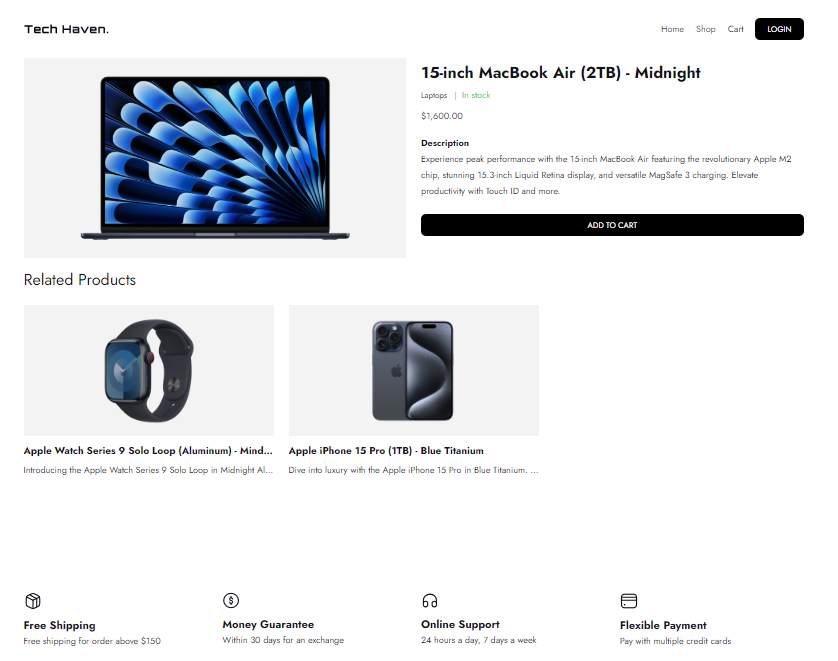 Tech Haven.
Home Shop Cart LOGIN
15-inch MacBook Air (2TB) - Midnight
Laptops | In stock
$1,600.00
Description
Experience peak performance with the 15-inch MacBook Air featuring the revolutionary Apple M2
chip, stunning 15.3-inch Liquid Retina display, and versatile MagSafe 3 charging. Elevate
productivity with Touch ID and more.
ADD TO CART
Related Products
Apple Watch Series 9 Solo Loop (Aluminum) - Mind...
Introducing the Apple Watch Series 9 Solo Loop in Midnight Al...
Apple iPhone 15 Pro (1TB) - Blue Titanium
Dive into luxury with the Apple iPhone 15 Pro in Blue Titanium. ...
Free Shipping
Free shipping for order above $150
Money Guarantee
Within 30 days for an exchange
Online Support
24 hours a day, 7 days a week
Flexible Payment
Pay with multiple credit cards